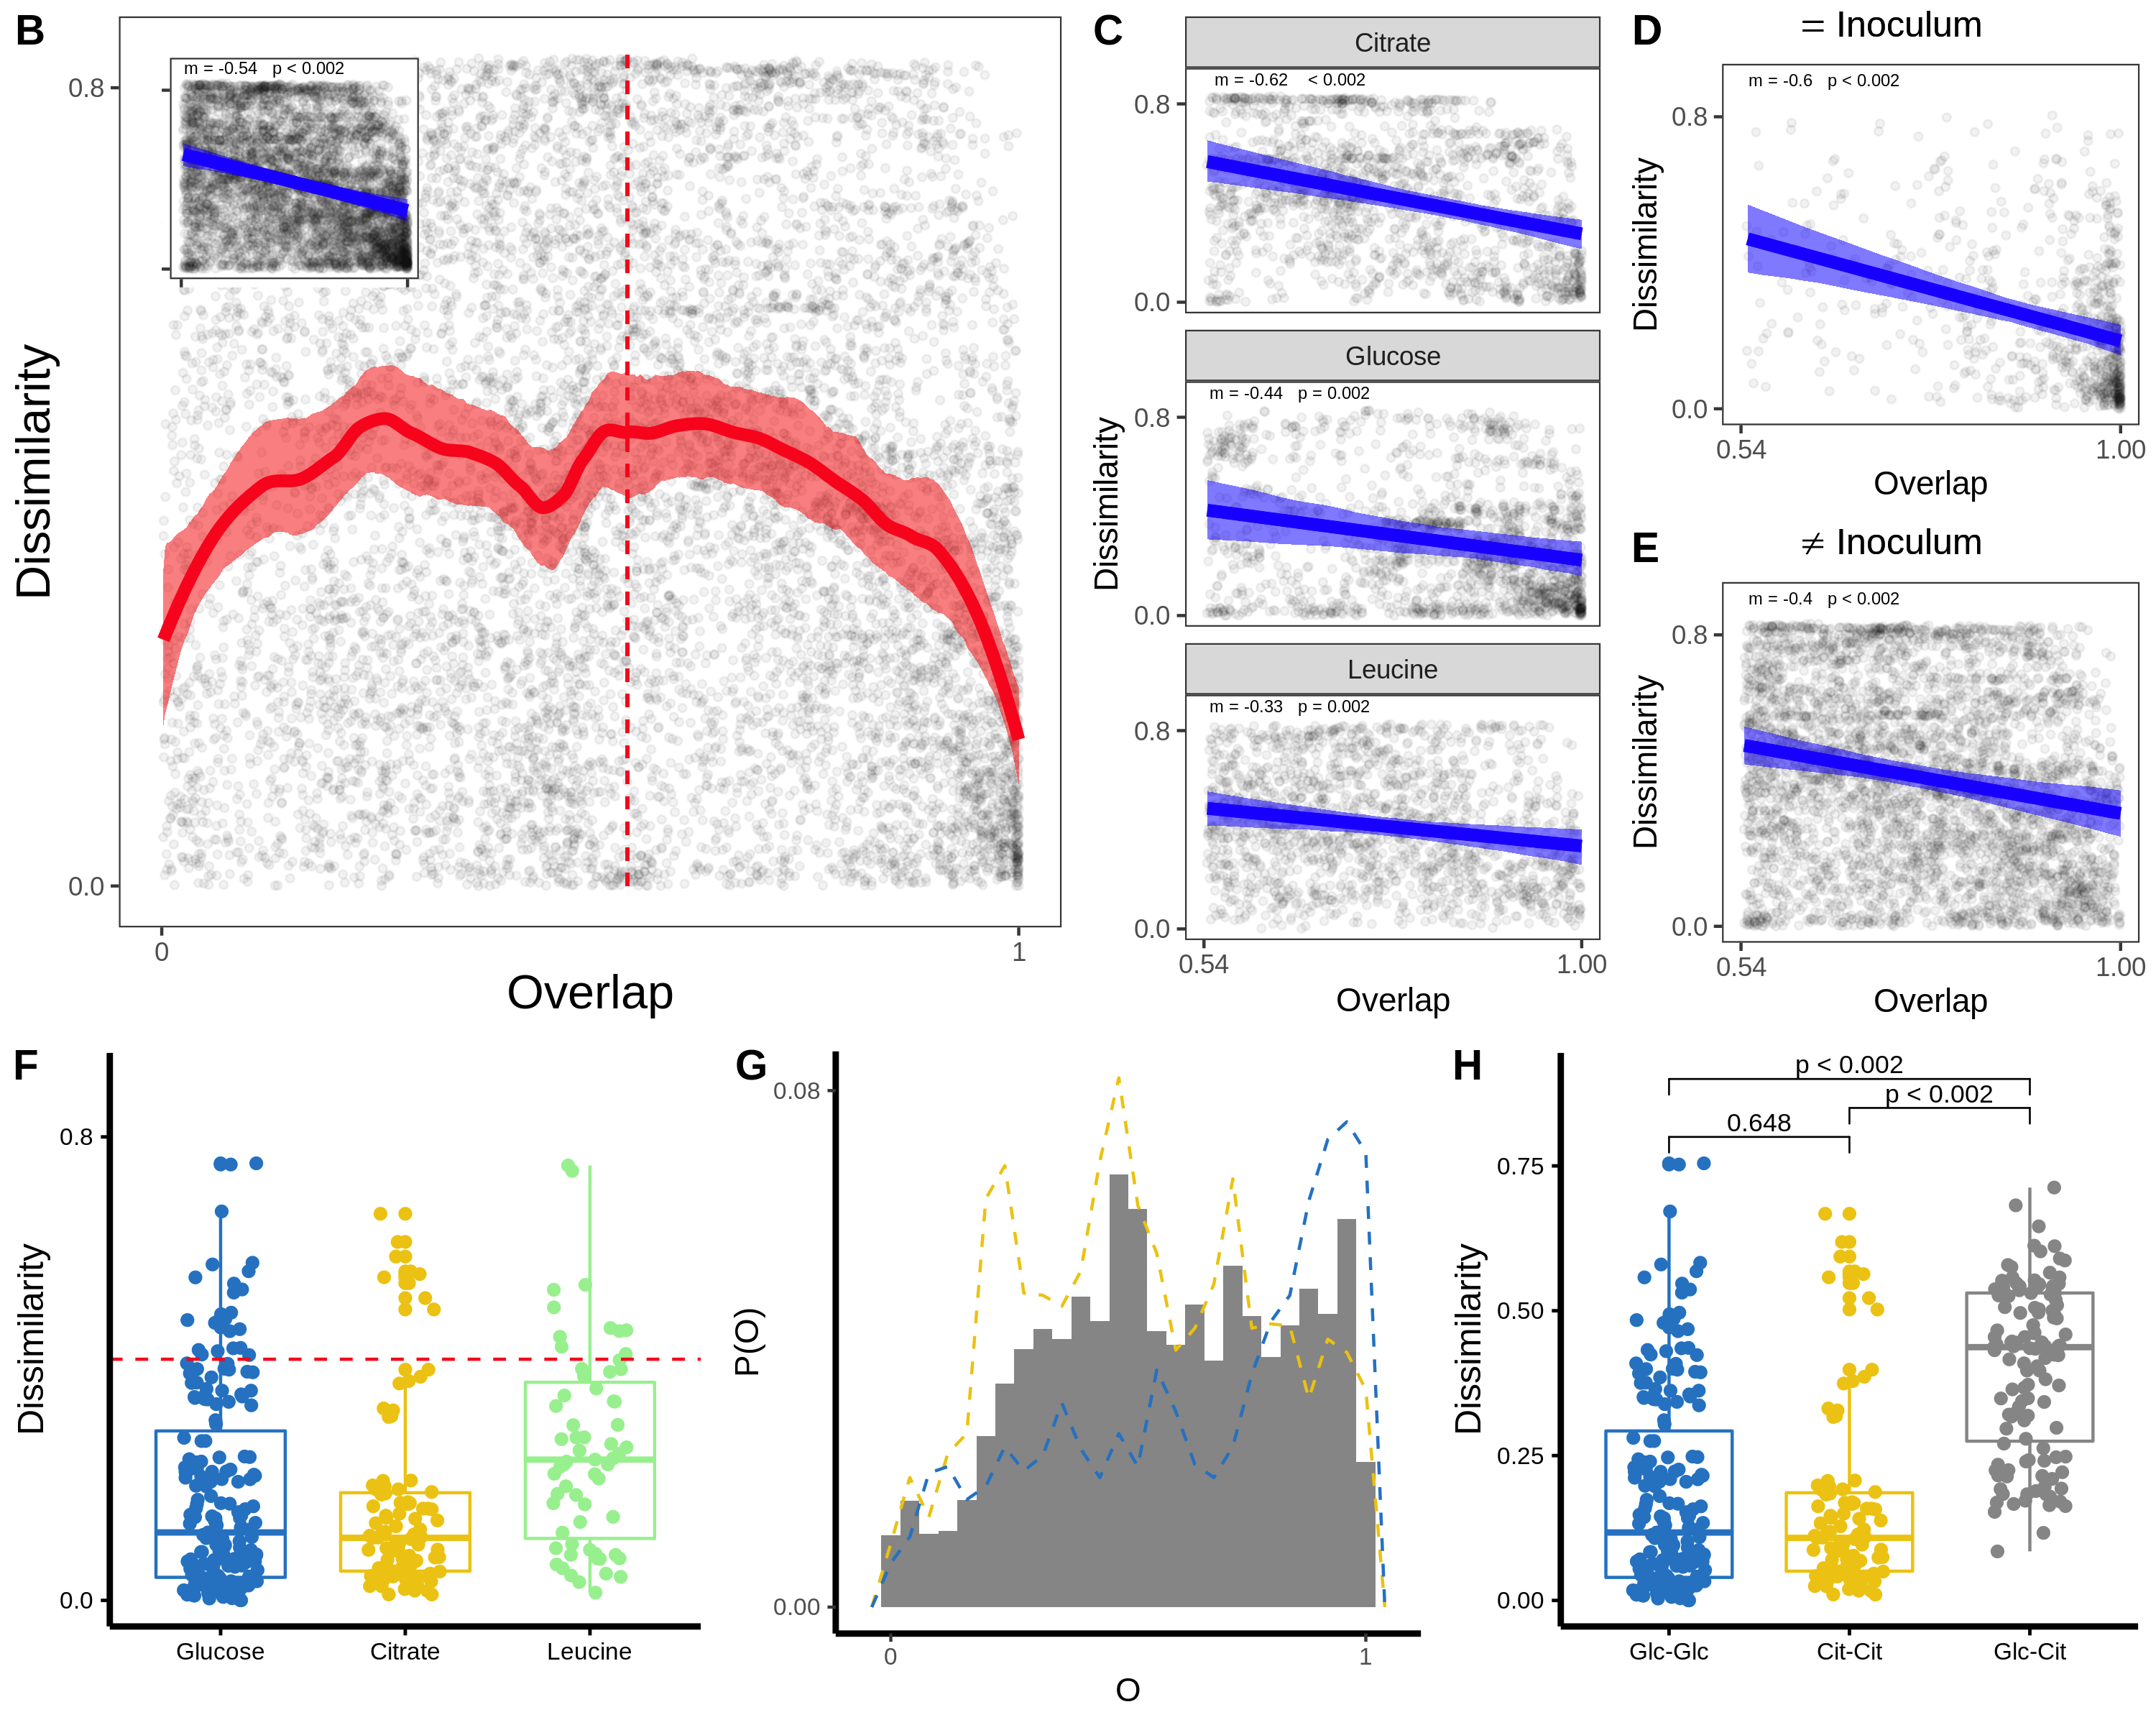 B
m = -0.54 p < 0.002
0.8
0.0
Dissimilarity
0 1
Overlap
C
Citrate
m = -0.62 < 0.002
0.8
0.0
Glucose
m = -0.44 p = 0.002
0.8
0.0
Dissimilarity
Leucine
m = -0.33 p = 0.002
0.8
0.0
0.54 1.00
Overlap
D
= Inoculum
m = -0.6 p < 0.002
0.8
0.0
Dissimilarity
0.54 1.00
Overlap
E
≠ Inoculum
m = -0.4 p < 0.002
0.8
0.0
Dissimilarity
0.54 1.00
Overlap
F
0.8
0.0
Dissimilarity
Glucose Citrate Leucine
G
0.08
0.00
P(O)
0 1
O
H
p < 0.002
p < 0.002
0.648
0.75
0.50
0.25
0.00
Dissimilarity
Glc-Glc Cit-Cit Glc-Cit